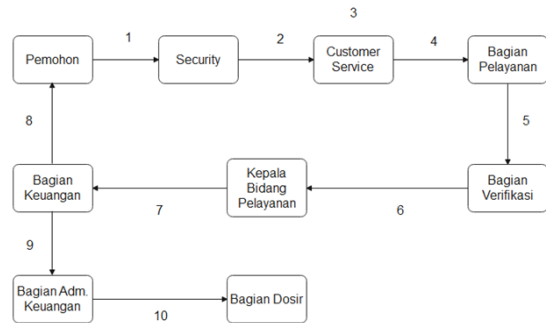 3
1
2
4
Pemohon
Security
Customer
Service
Bagian
Pelayanan
8
5
Bagian
Keuangan
Kepala
Bidang
Pelayanan
Bagian
Verifikasi
7
6
9
Bagian Adm.
Keuangan
Bagian Dosir
10